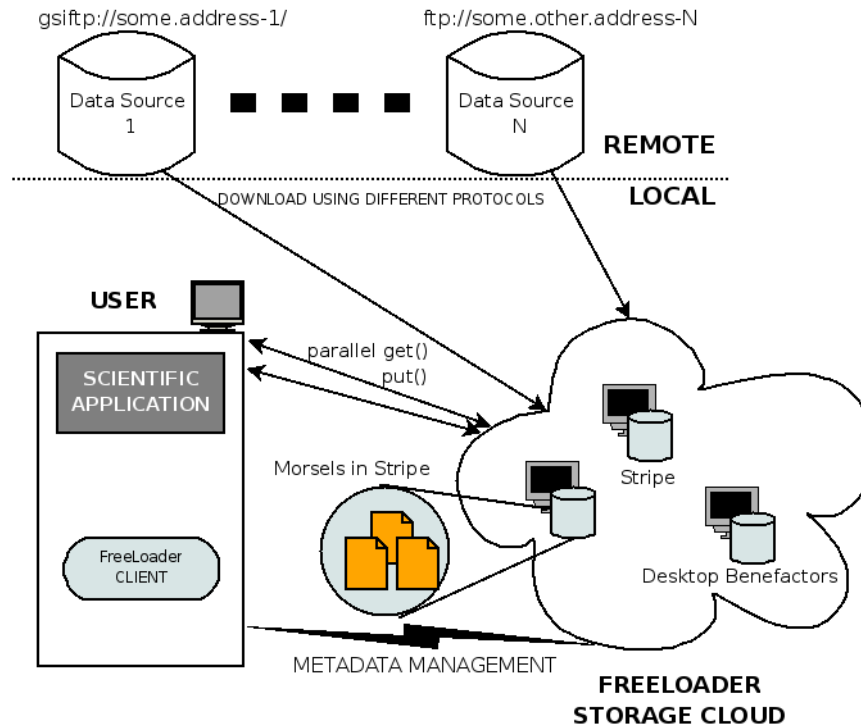 gsiftp://some.address-1/
ftp://some.other.address-N
Data Source
1
Data Source
N
REMOTE
DOWNLOAD USING DIFFERENT PROTOCOLS
LOCAL
USER
parallel get()
put()
SCIENTIFIC
APPLICATION
Morsels in Stripe
Stripe
FreeLoader
CLIENT
Desktop Benefactors
METADATA MANAGEMENT
FREELOADER
STORAGE CLOUD